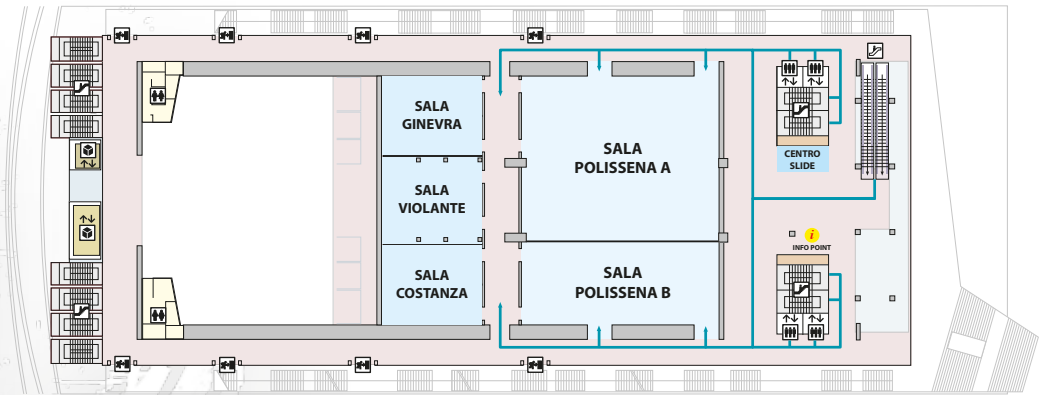 SALA
GINEVRA
SALA
VIOLANTE
SALA
COSTANZA
SALA
POLISSENA A
SALA
POLISSENA B
CENTRO
SLIDE
i
INFO POINT